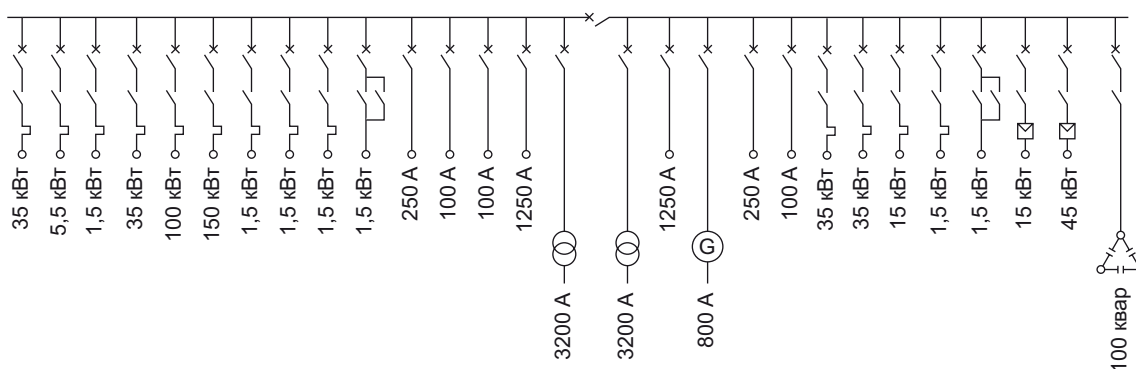 35 кВт
5,5 кВт
1,5 кВт
35 кВт
100 кВт
150 кВт
1,5 кВт
1,5 кВт
1,5 кВт
1,5 кВт
250 А
100 А
100 А
1250 А
3200 А
3200 А
1250 А
G
800 А
250 А
100 А
35 кВт
35 кВт
15 кВт
1,5 кВт
1,5 кВт
15 кВт
45 кВт
100 квар